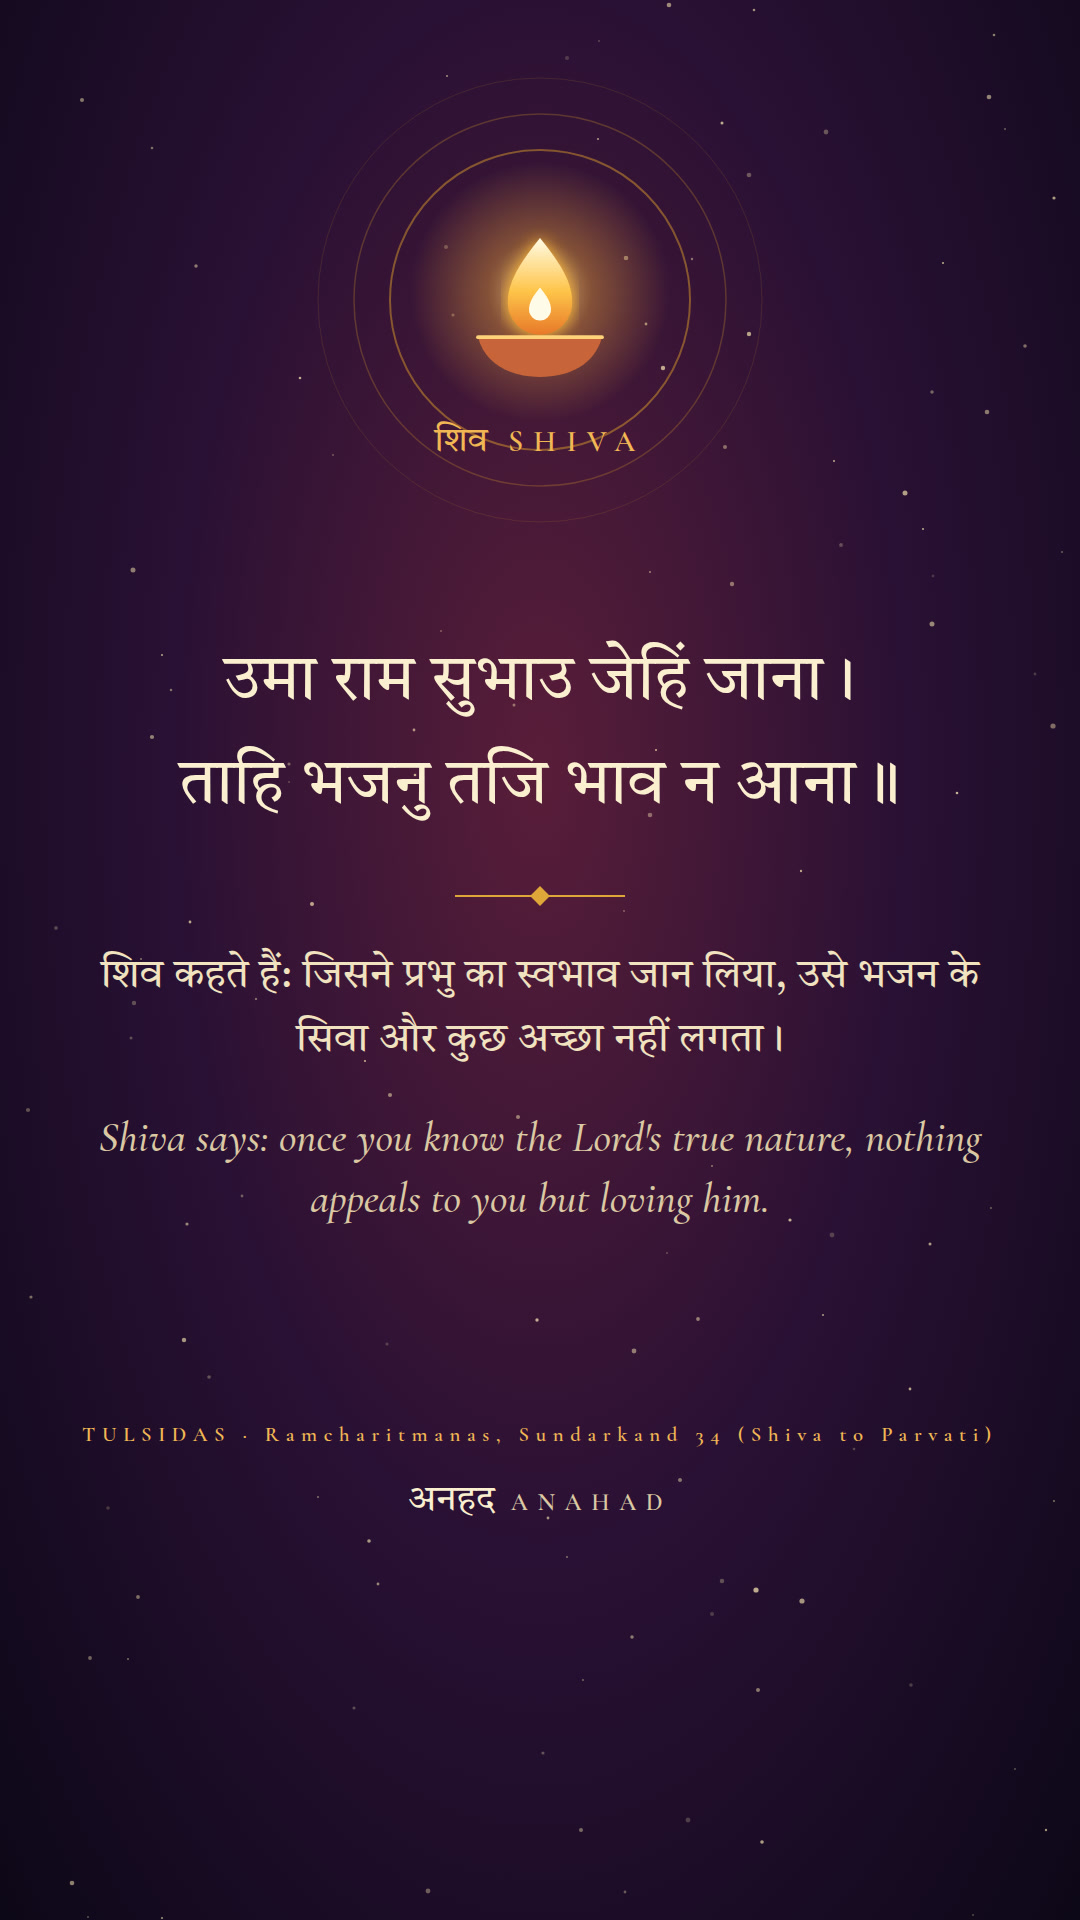 शिव SHIVA
उमा राम सुभाउ जेहिं जाना।
ताहि भजनु तजि भाव न आना॥
शिव कहते हैं: जिसने प्रभु का स्वभाव जान लिया, उसे भजन के
सिवा और कुछ अच्छा नहीं लगता।
Shiva says: once you know the Lord's true nature, nothing
appeals to you but loving him.
TULSIDAS · Ramcharitmanas, Sundarkand 34 (Shiva to Parvati)
अनहद ANAHAD